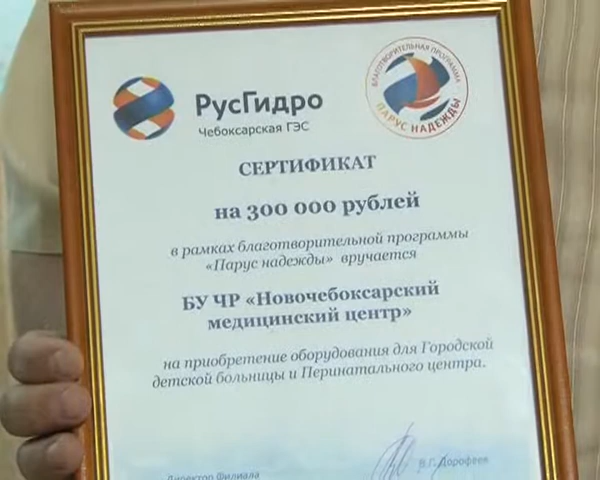 РусГидро
Чебоксарская ГЭС
БЛАГОТВОРИТЕЛЬНАЯ ПРОГРАММА
ПАРУС НАДЕЖДЫ
СЕРТИФИКАТ
на 300 000 рублей
в рамках благотворительной программы
«Парус надежды» вручается
БУ ЧР «Новочебоксарский
медицинский центр»
на приобретение оборудования для Городской
детской больницы и Перинатального центра.
Директор Филиала
В.Г. Дорофеев